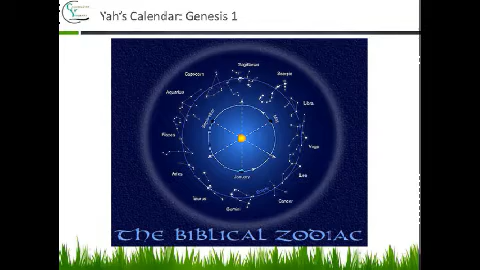 Yah's Calendar: Genesis 1
Sagittarius
Capricorn
Scorpio
Aquarius
Libra
Pisces
Virgo
January
Aries
Leo
Taurus
Cancer
Gemini
THE BIBLICAL ZODIAC